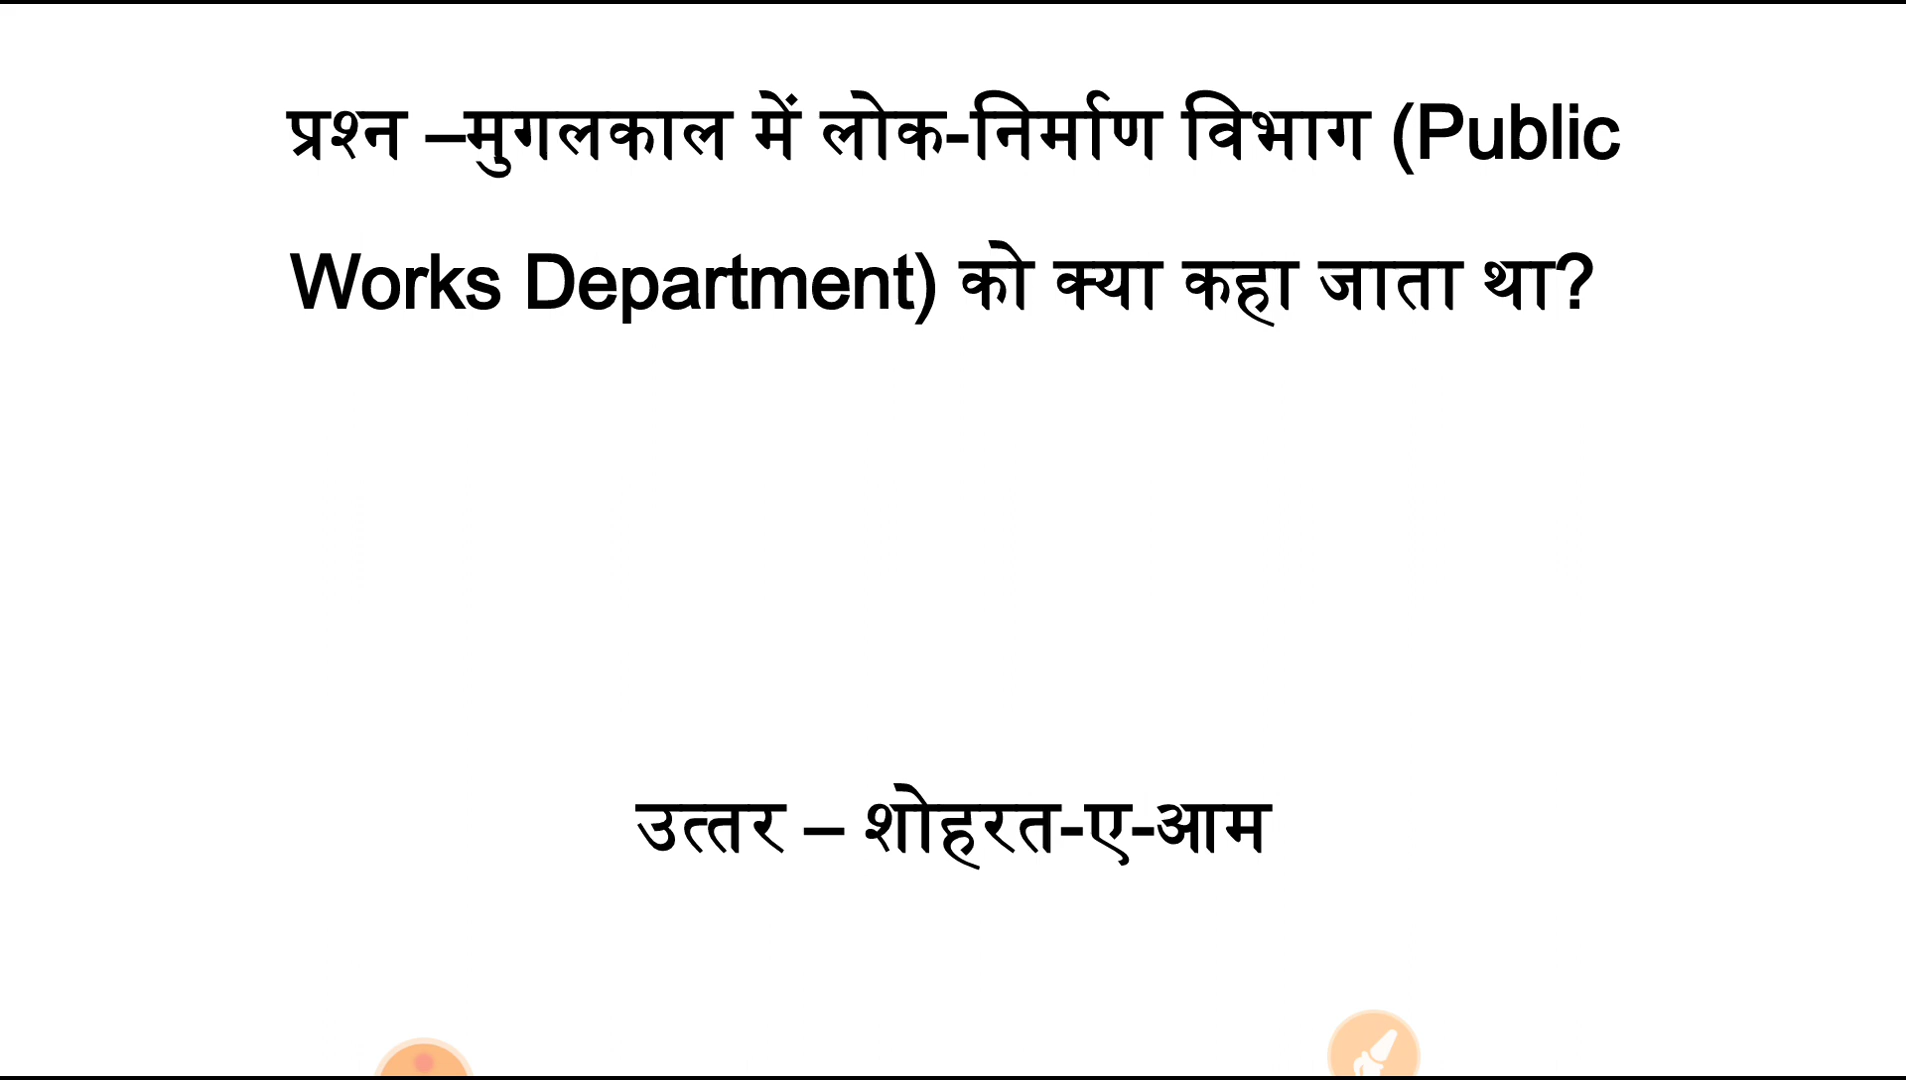 प्रश्न –मुगलकाल में लोक-निर्माण विभाग (Public
Works Department) को क्या कहा जाता था?
उत्तर – शोहरत-ए-आम